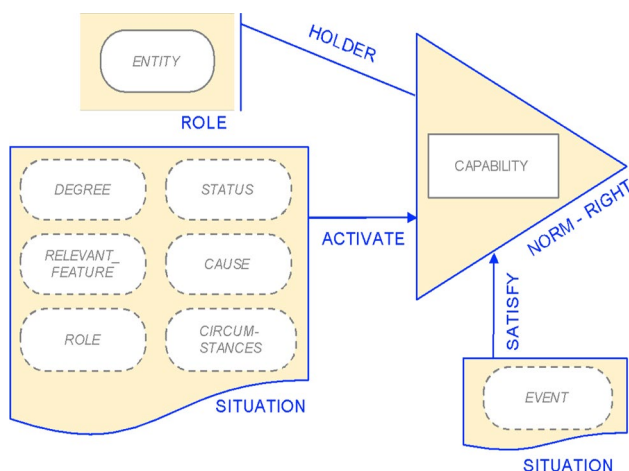 ENTITY
HOLDER
ROLE
DEGREE
STATUS
CAPABILITY
NORM - RIGHT
ACTIVATE
RELEVANT_
FEATURE
CAUSE
ROLE
CIRCUM-
STANCES
SATISFY
SITUATION
EVENT
SITUATION